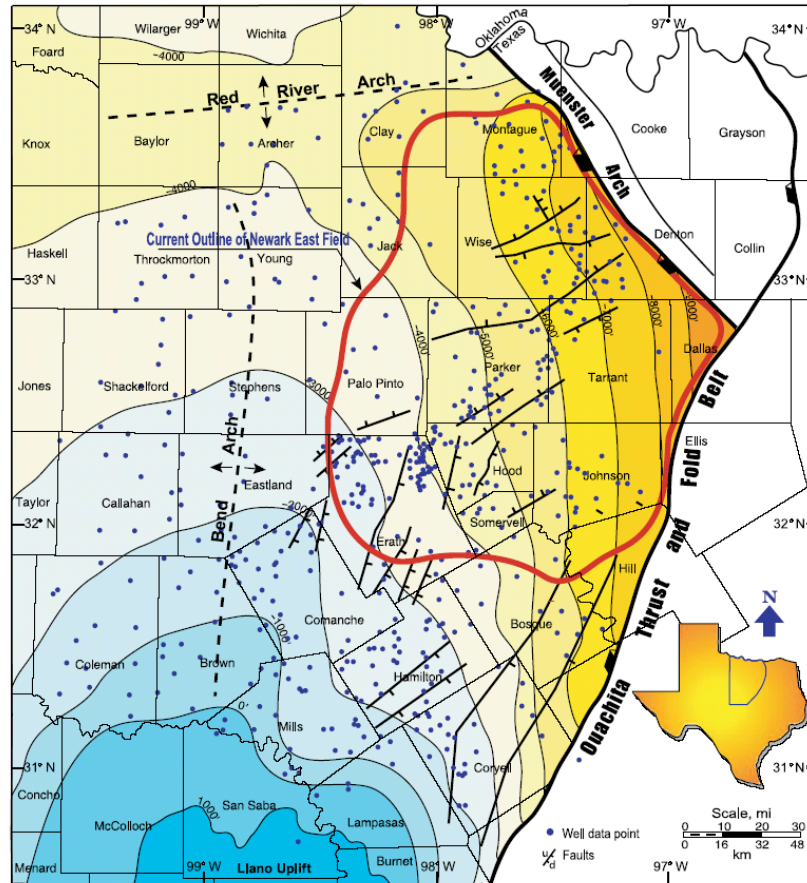 99° W
98° W
97° W
34° N
34° N
Wilarger
Wichita
Foard
Oklahoma
Texas
-4000'
Red River Arch
Muenster Arch
Clay
Montague
Cooke
Grayson
Knox
Baylor
Archer
-4000'
Current Outline of Newark East Field
Jack
Wise
Denton
Collin
Haskell
Throckmorton
Young
33° N
33° N
-4000'
-5000'
-6000'
-7000'
-8000'
-9000'
Dallas
Jones
Shackelford
Stephens
-3000'
Palo Pinto
Parker
Tarrant
Bend Arch
Ellis
Taylor
Callahan
Eastland
Hood
Johnson
-2000'
32° N
32° N
Somervell
Erath
Hill
Ouachita Thrust and Fold Belt
Comanche
-1000'
Bosque
N
Coleman
Brown
Hamilton
0'
Mills
31° N
31° N
Concho
Coryell
San Saba
1000'
McColloch
Lampasas
Menard
Burnet
Llano Uplift
99° W
98° W
97° W
Well data point
u/d Faults
Scale, mi
0 10 20 30
0 16 32 48
km